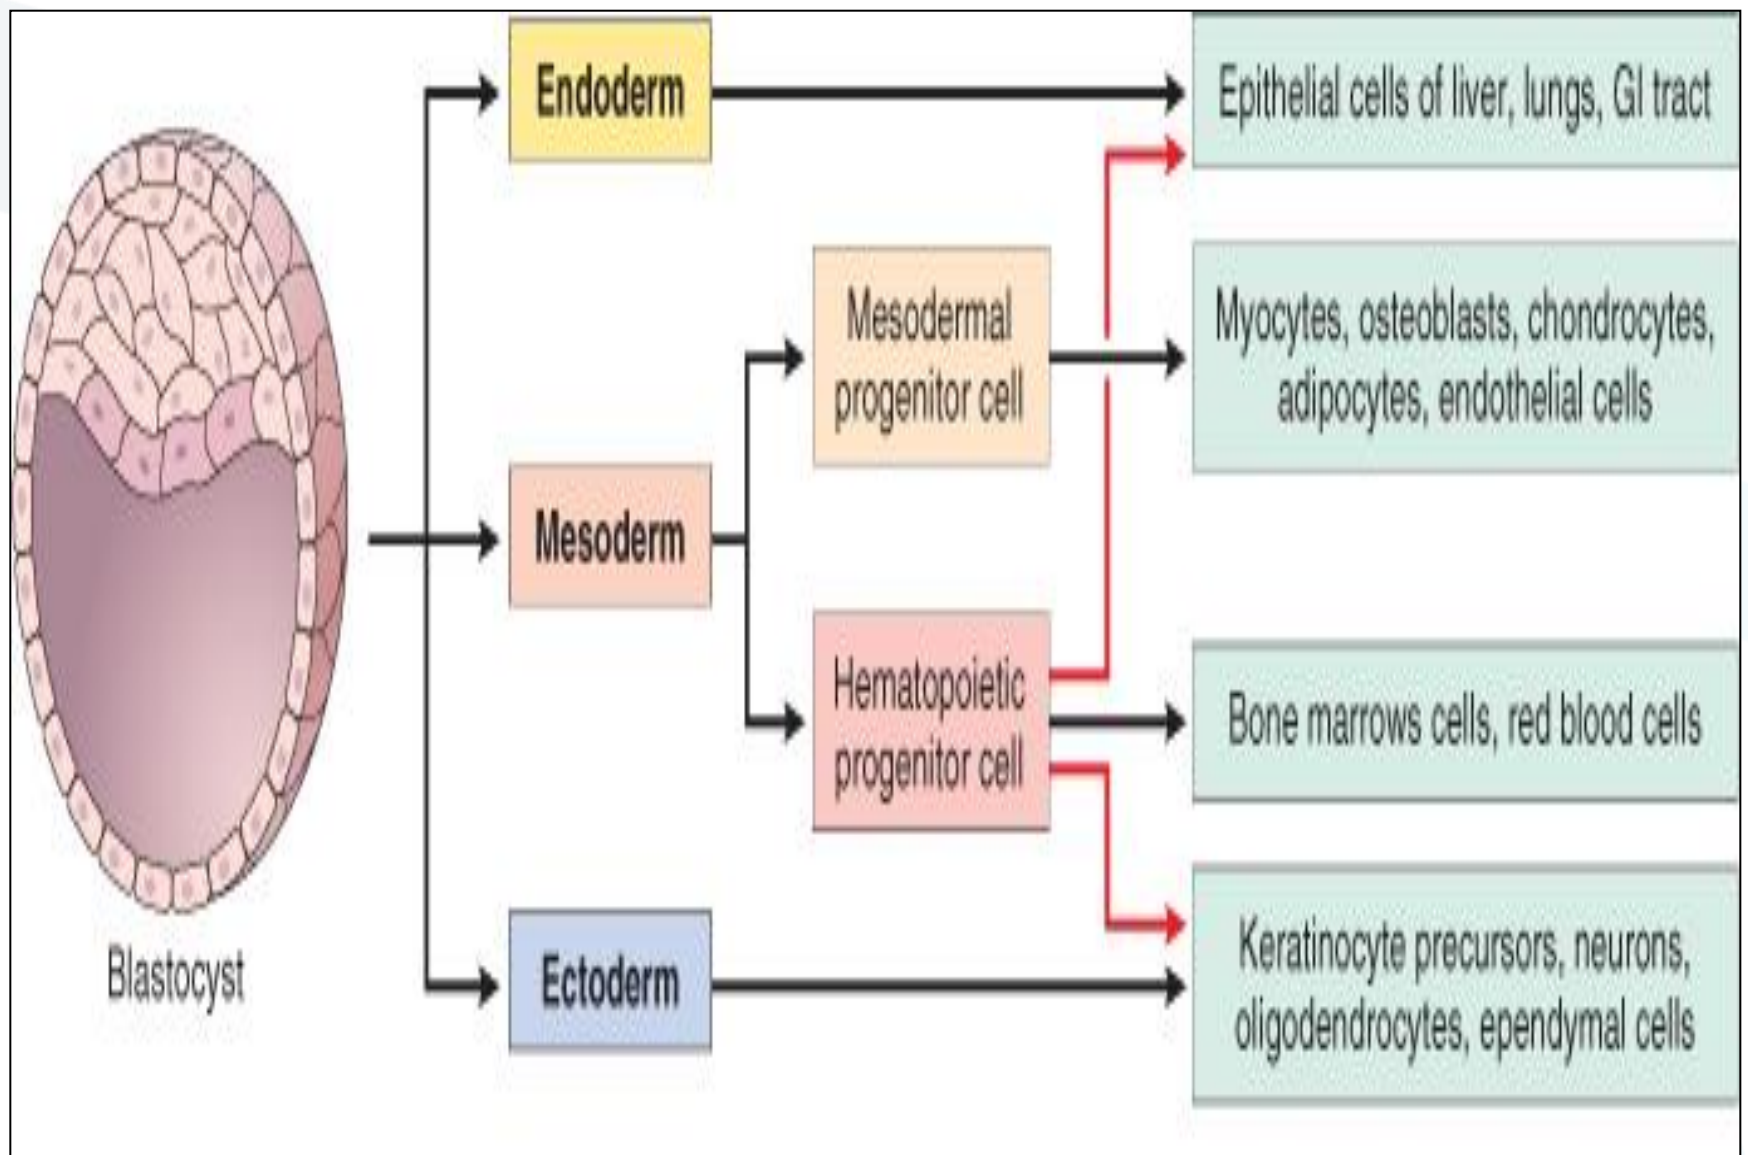 Endoderm
Epithelial cells of liver, lungs, GI tract
Mesodermal
progenitor cell
Myocytes, osteoblasts, chondrocytes,
adipocytes, endothelial cells
Mesoderm
Hematopoietic
progenitor cell
Bone marrows cells, red blood cells
Blastocyst
Ectoderm
Keratinocyte precursors, neurons,
oligodendrocytes, ependymal cells